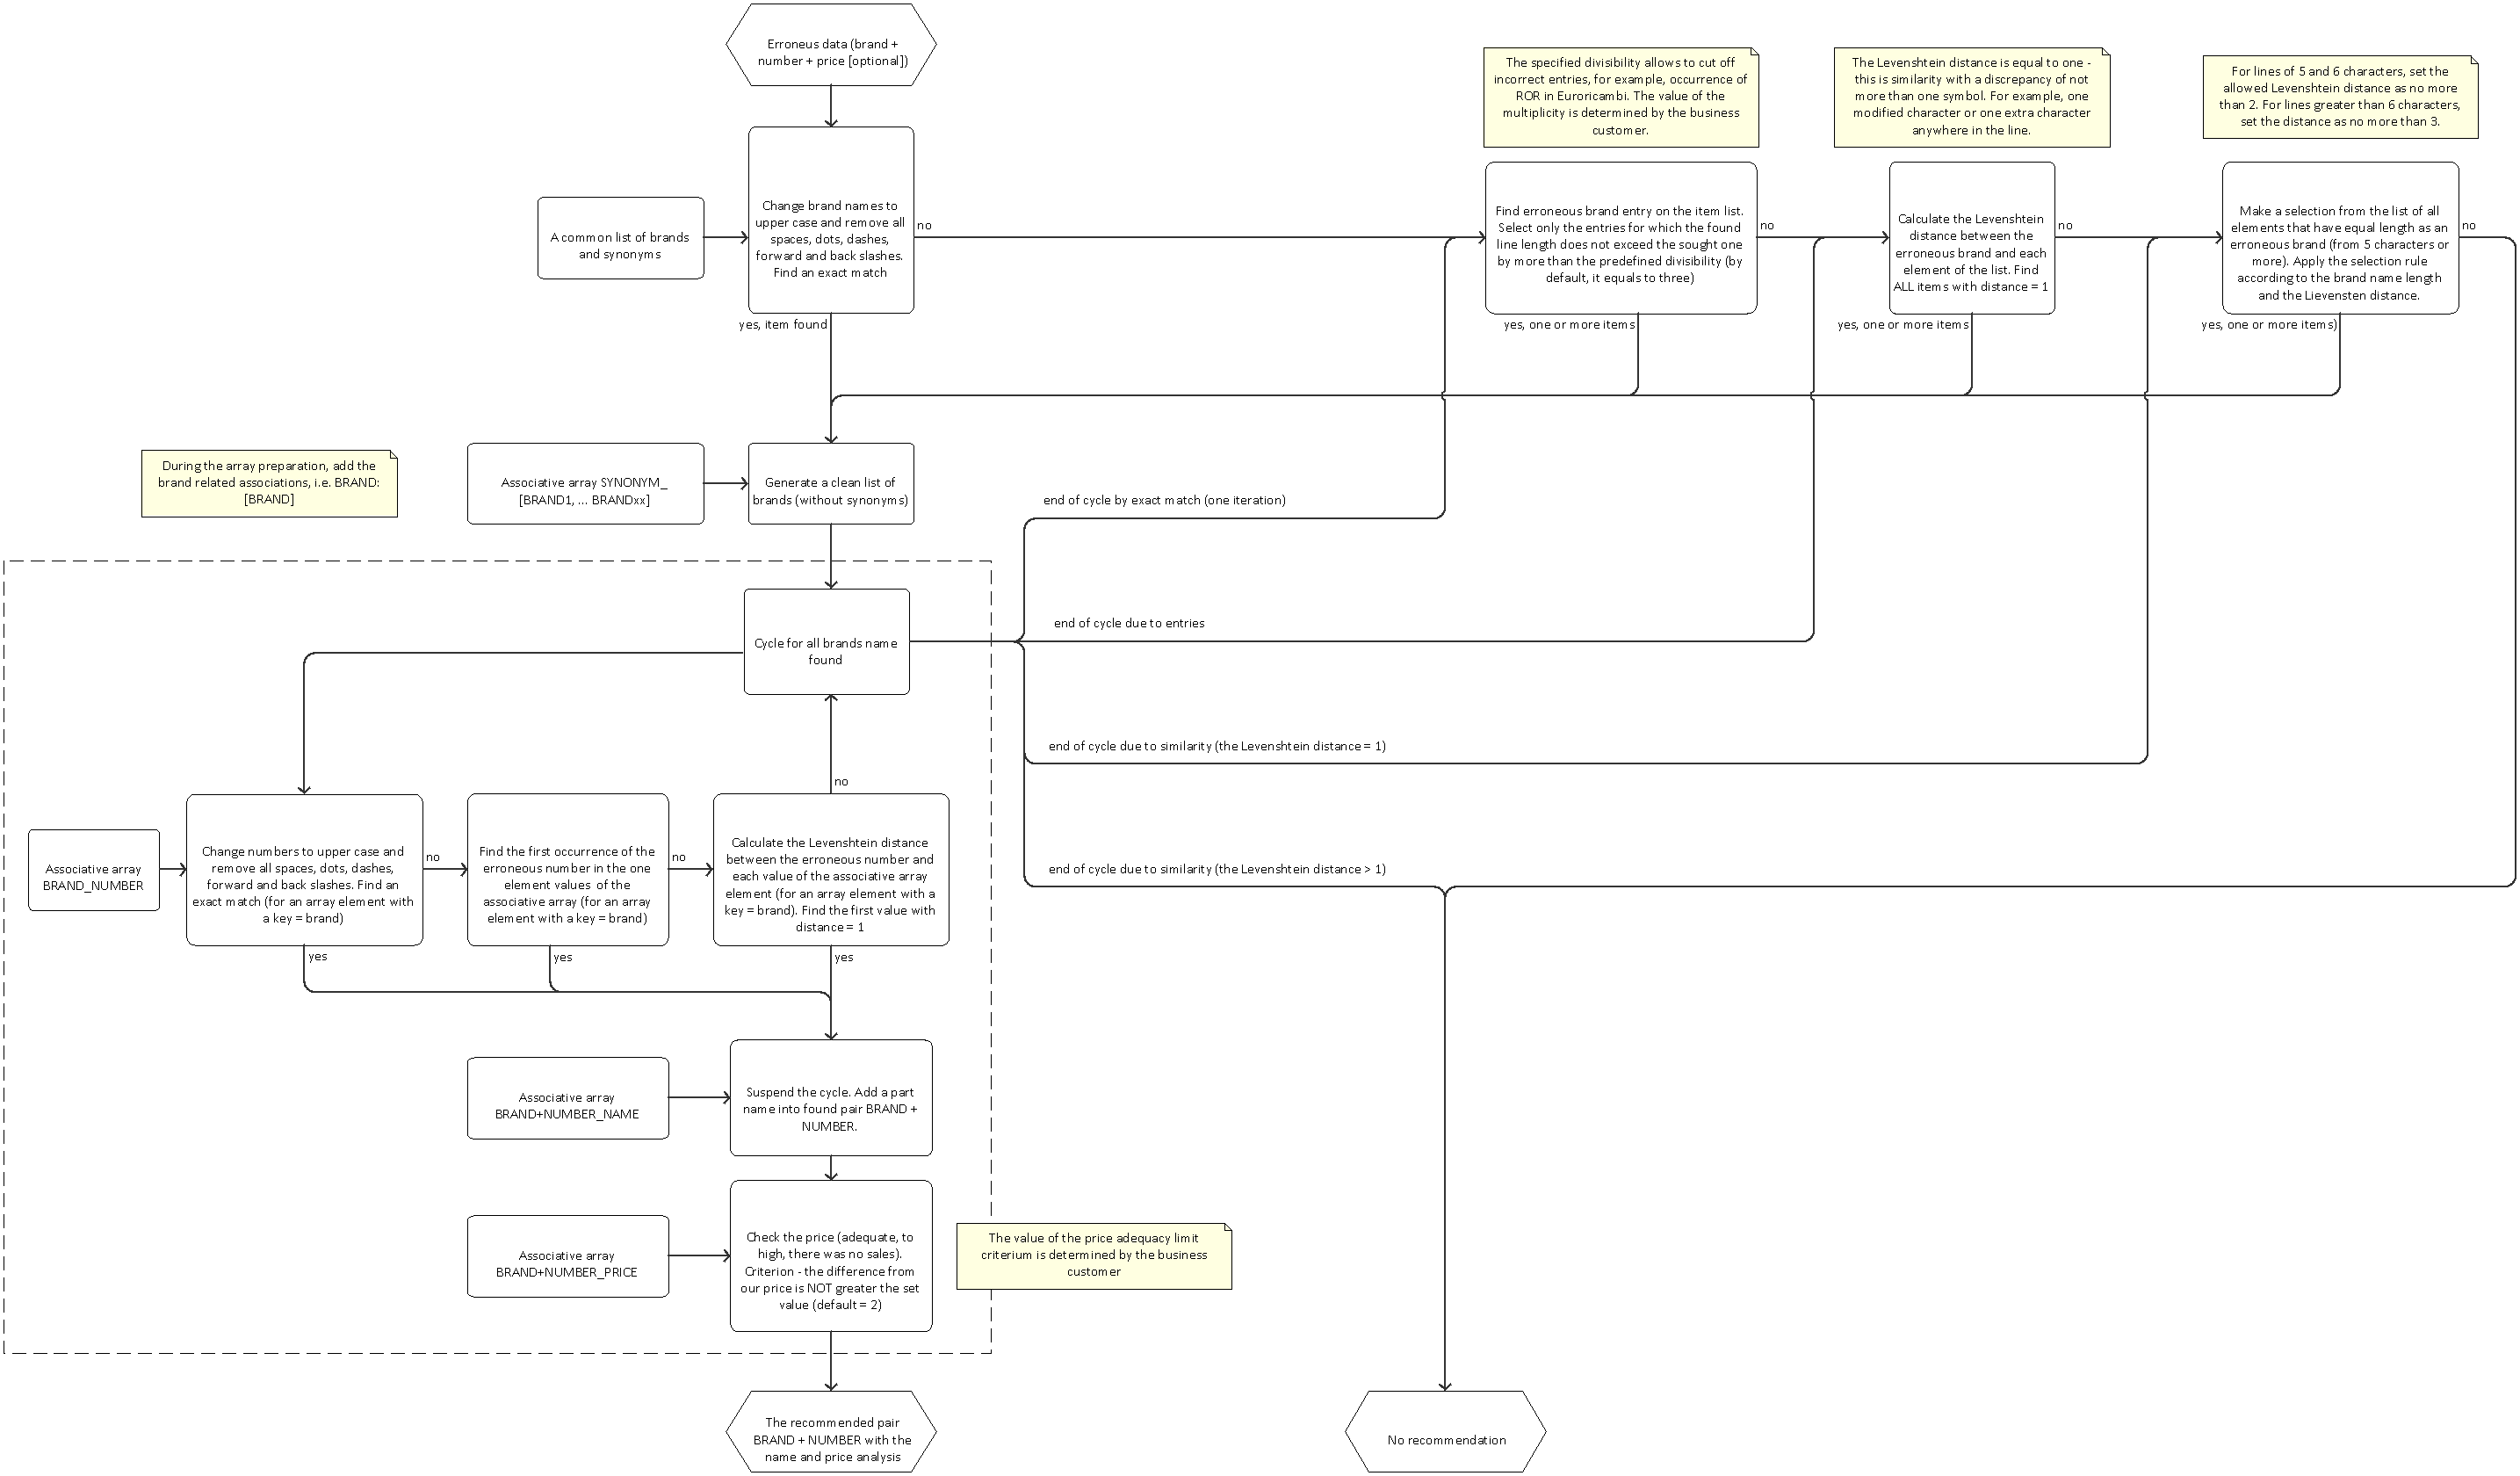 Erroneus data (brand +
number + price [optional])
The specified divisibility allows to cut off
incorrect entries, for example, occurrence of
ROR in Euroricambi. The value of the
multiplicity is determined by the business
customer.
The Levenshtein distance is equal to one -
this is similarity with a discrepancy of not
more than one symbol. For example, one
modified character or one extra character
anywhere in the line.
For lines of 5 and 6 characters, set the
allowed Levenshtein distance as no more
than 2. For lines greater than 6 characters,
set the distance as no more than 3.
A common list of brands
and synonyms
Change brand names to
upper case and remove all
spaces, dots, dashes,
forward and back slashes.
Find an exact match
no
Find erroneous brand entry on the item list.
Select only the entries for which the found
line length does not exceed the sought one
by more than the predefined divisibility (by
default, it equals to three)
no
Calculate the Levenshtein
distance between the
erroneous brand and each
element of the list. Find
ALL items with distance = 1
no
Make a selection from the list of all
elements that have equal length as an
erroneous brand (from 5 characters or
more). Apply the selection rule
according to the brand name length
and the Lievensten distance.
no
yes, item found
yes, one or more items
yes, one or more items
yes, one or more items)
During the array preparation, add the
brand related associations, i.e. BRAND:
[BRAND]
Associative array SYNONYM_
[BRAND1, ... BRANDxx]
Generate a clean list of
brands (without synonyms)
end of cycle by exact match (one iteration)
end of cycle due to entries
Cycle for all brands name
found
end of cycle due to similarity (the Levenshtein distance = 1)
no
end of cycle due to similarity (the Levenshtein distance > 1)
Associative array
BRAND_NUMBER
Change numbers to upper case and
remove all spaces, dots, dashes,
forward and back slashes. Find an
exact match (for an array element with
a key = brand)
no
Find the first occurrence of the
erroneous number in the one
element values of the
associative array (for an array
element with a key = brand)
no
Calculate the Levenshtein distance
between the erroneous number and
each value of the associative array
element (for an array element with a
key = brand). Find the first value with
distance = 1
yes
yes
yes
Associative array
BRAND+NUMBER_NAME
Suspend the cycle. Add a part
name into found pair BRAND +
NUMBER.
Associative array
BRAND+NUMBER_PRICE
Check the price (adequate, to
high, there was no sales).
Criterion - the difference from
our price is NOT greater the set
value (default = 2)
The value of the price adequacy limit
criterium is determined by the business
customer
The recommended pair
BRAND + NUMBER with the
name and price analysis
No recommendation